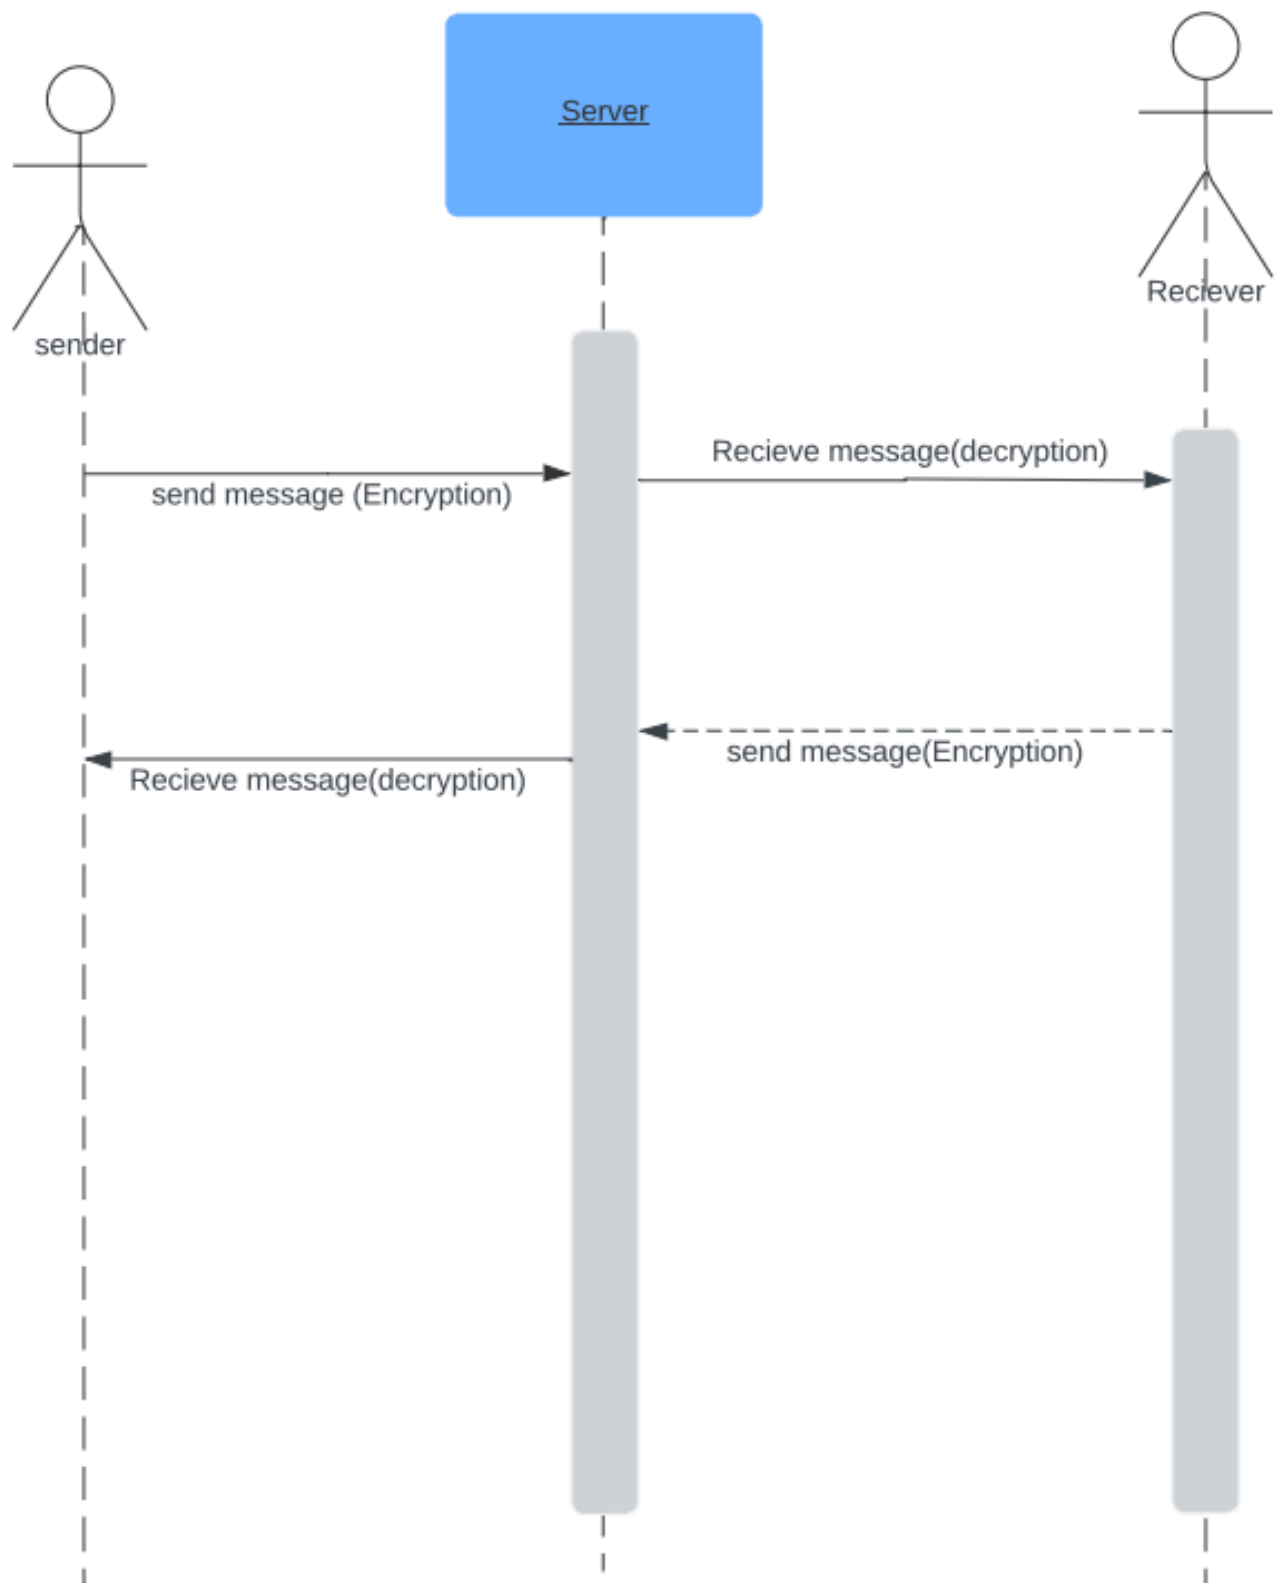 Server
Reciever
sender
Recieve message(decryption)
send message (Encryption)
send message(Encryption)
Recieve message(decryption)